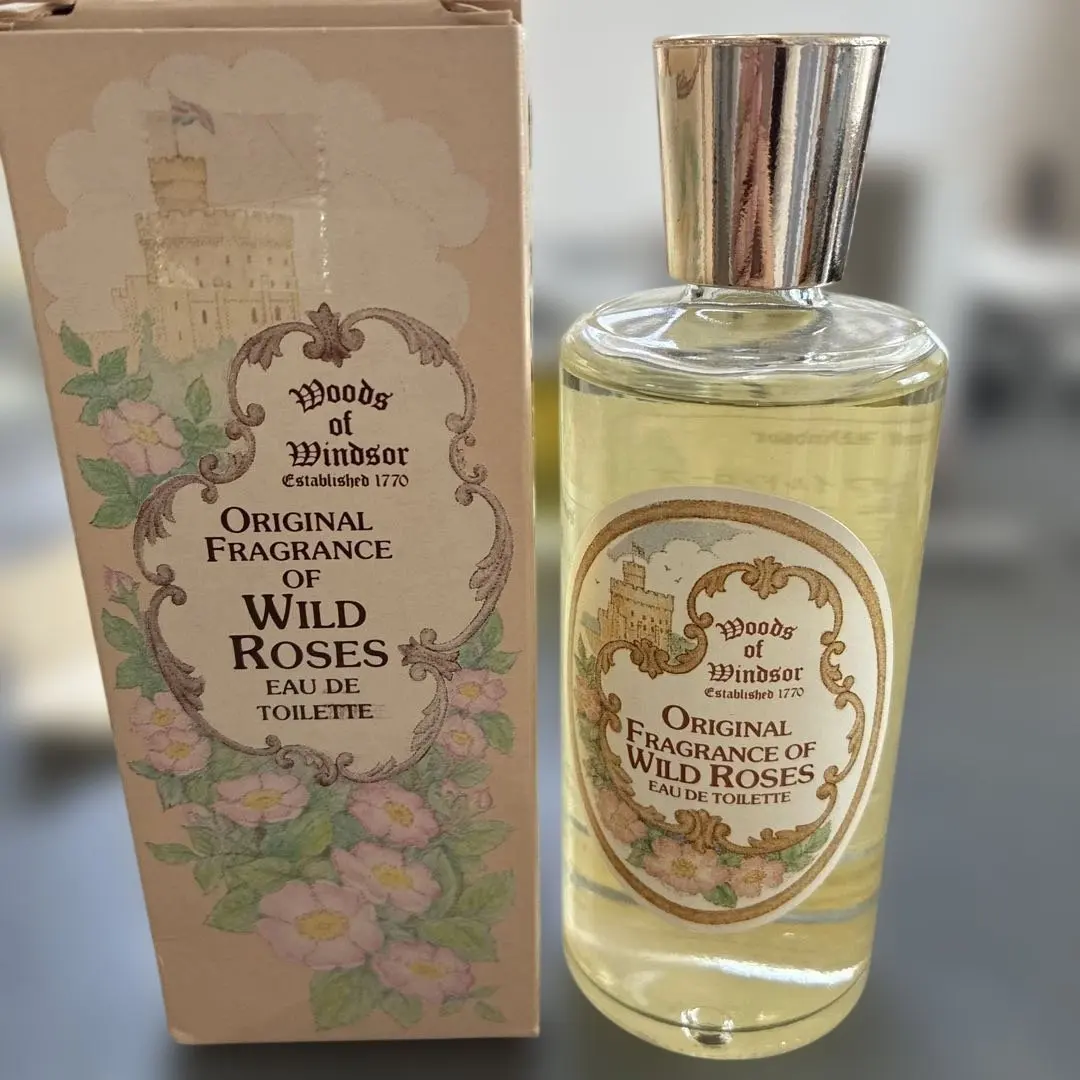 Woods
of
Windsor
Established 1770
ORIGINAL
FRAGRANCE
OF
WILD
ROSES
EAU DE
TOILETTE
Woods
of
Windsor
Established 1770
ORIGINAL
FRAGRANCE OF
WILD ROSES
EAU DE TOILETTE